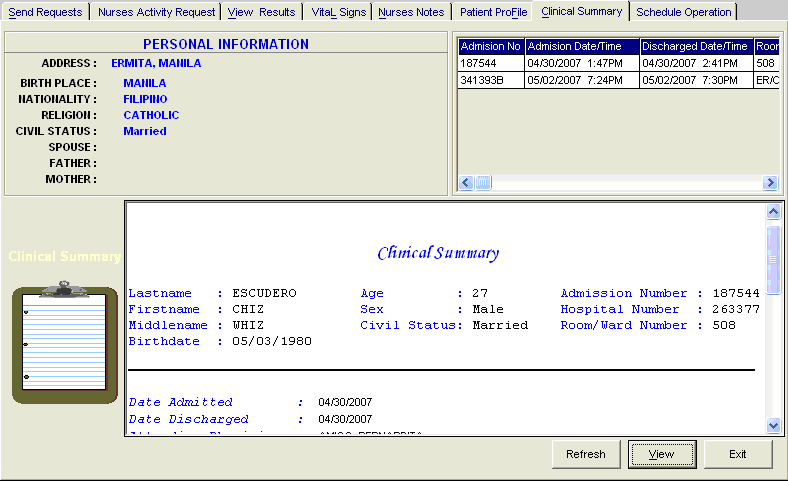 Send Requests Nurses Activity Request View Results VitaL Signs Nurses Notes Patient ProFile Clinical Summary Schedule Operation
PERSONAL INFORMATION
ADDRESS : ERMITA, MANILA
BIRTH PLACE : MANILA
NATIONALITY : FILIPINO
RELIGION : CATHOLIC
CIVIL STATUS : Married
SPOUSE :
FATHER :
MOTHER :
Admision No Admision Date/Time Discharged Date/Time Room
187544 04/30/2007 1:47PM 04/30/2007 2:41PM 508
341393B 05/02/2007 7:24PM 05/02/2007 7:30PM ER/C
Clinical Summary
Clinical Summary
Lastname : ESCUDERO Age : 27 Admission Number : 187544
Firstname : CHIZ Sex : Male Hospital Number : 263377
Middlename : WHIZ Civil Status: Married Room/Ward Number : 508
Birthdate : 05/03/1980
Date Admitted : 04/30/2007
Date Discharged : 04/30/2007
Refresh View Exit